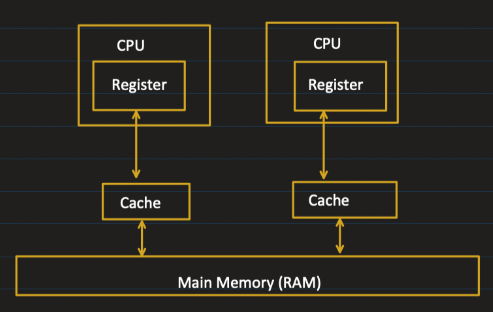 CPU
CPU
Register
Register
Cache
Cache
Main Memory (RAM)